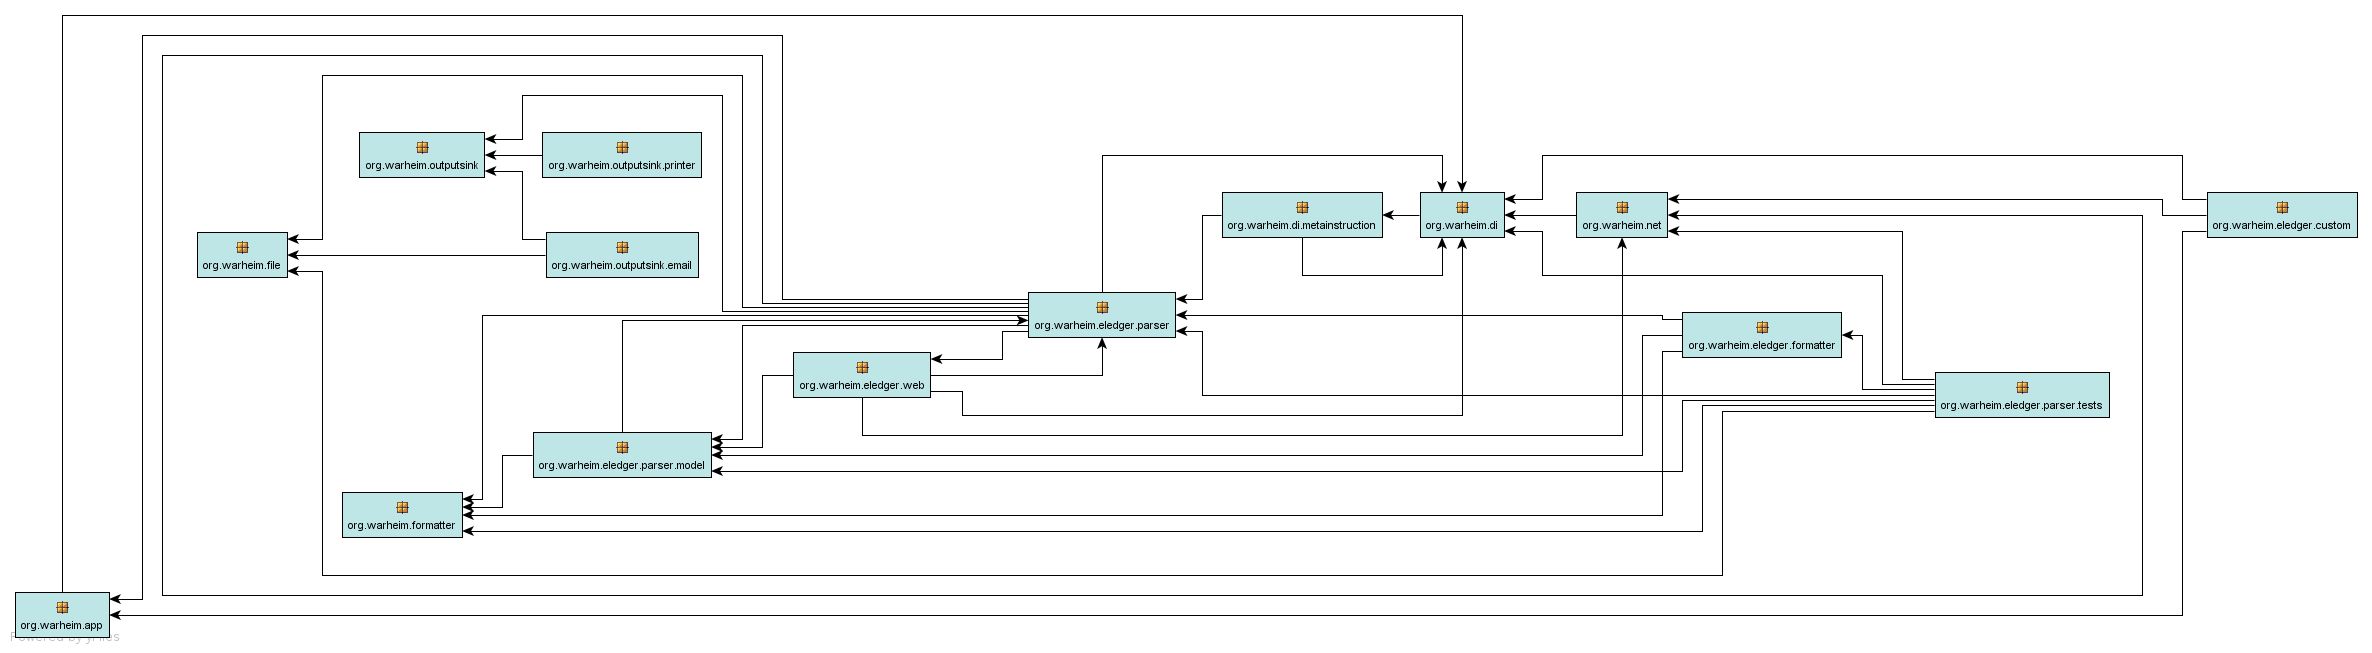 org.warheim.outputsink
org.warheim.outputsink.printer
org.warheim.di.metainstruction
org.warheim.di
org.warheim.net
org.warheim.eledger.custom
org.warheim.file
org.warheim.outputsink.email
org.warheim.eledger.parser
org.warheim.eledger.formatter
org.warheim.eledger.web
org.warheim.eledger.parser.tests
org.warheim.eledger.parser.model
org.warheim.formatter
org.warheim.app
Powered by yFiles